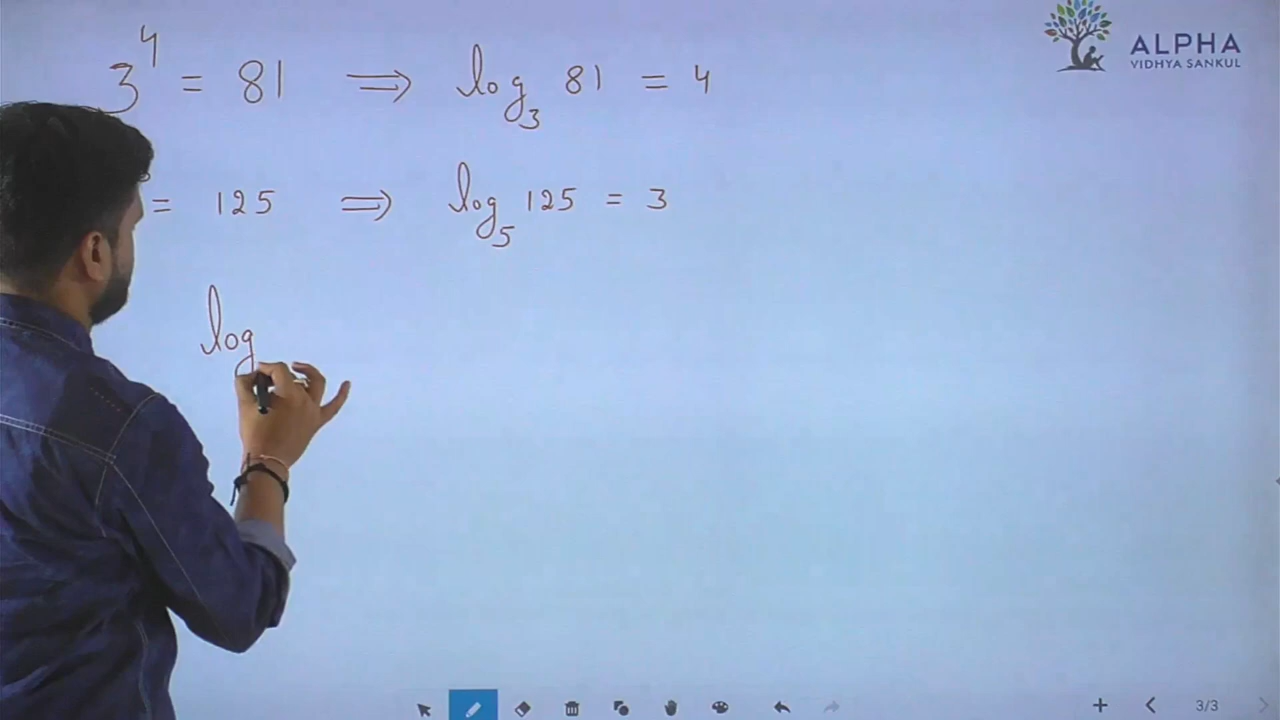 3⁴ = 81 ⟹ log₃ 81 = 4
= 125 ⟹ log₅ 125 = 3
log
ALPHA
VIDHYA SANKUL
3/3